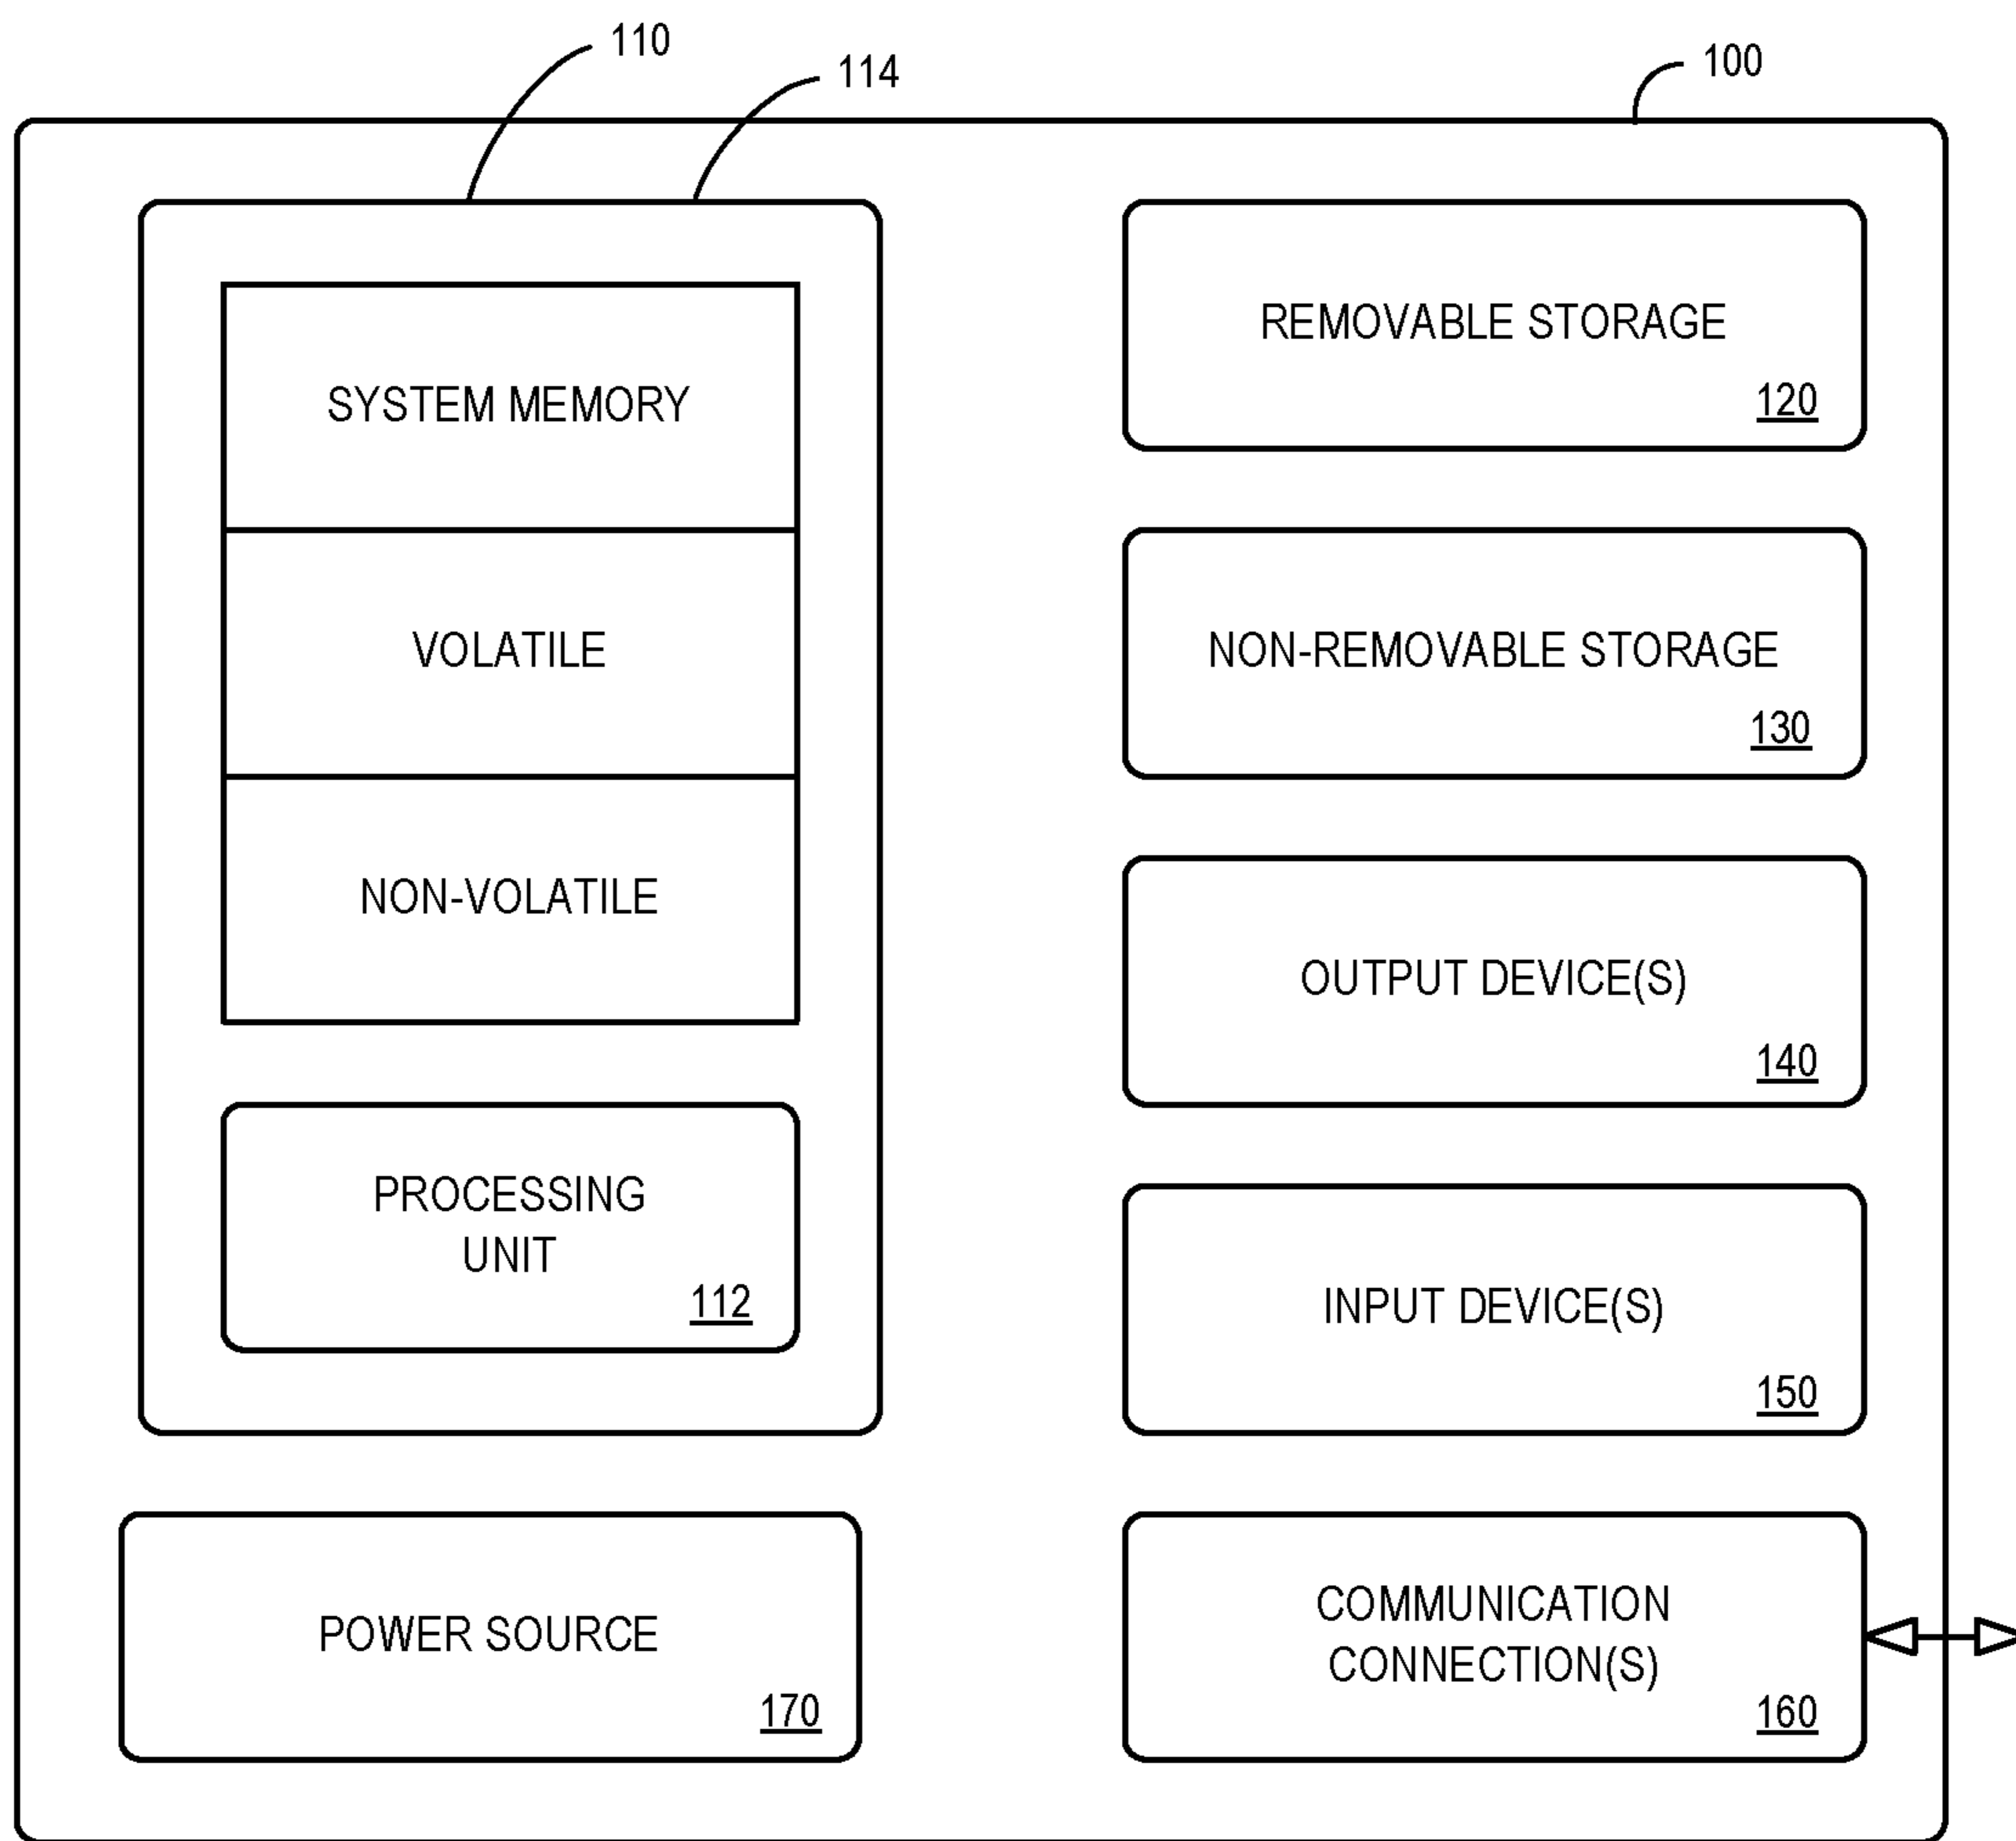 110
114
100
SYSTEM MEMORY
VOLATILE
NON-VOLATILE
PROCESSING
UNIT
112
POWER SOURCE
170
REMOVABLE STORAGE
120
NON-REMOVABLE STORAGE
130
OUTPUT DEVICE(S)
140
INPUT DEVICE(S)
150
COMMUNICATION
CONNECTION(S)
160